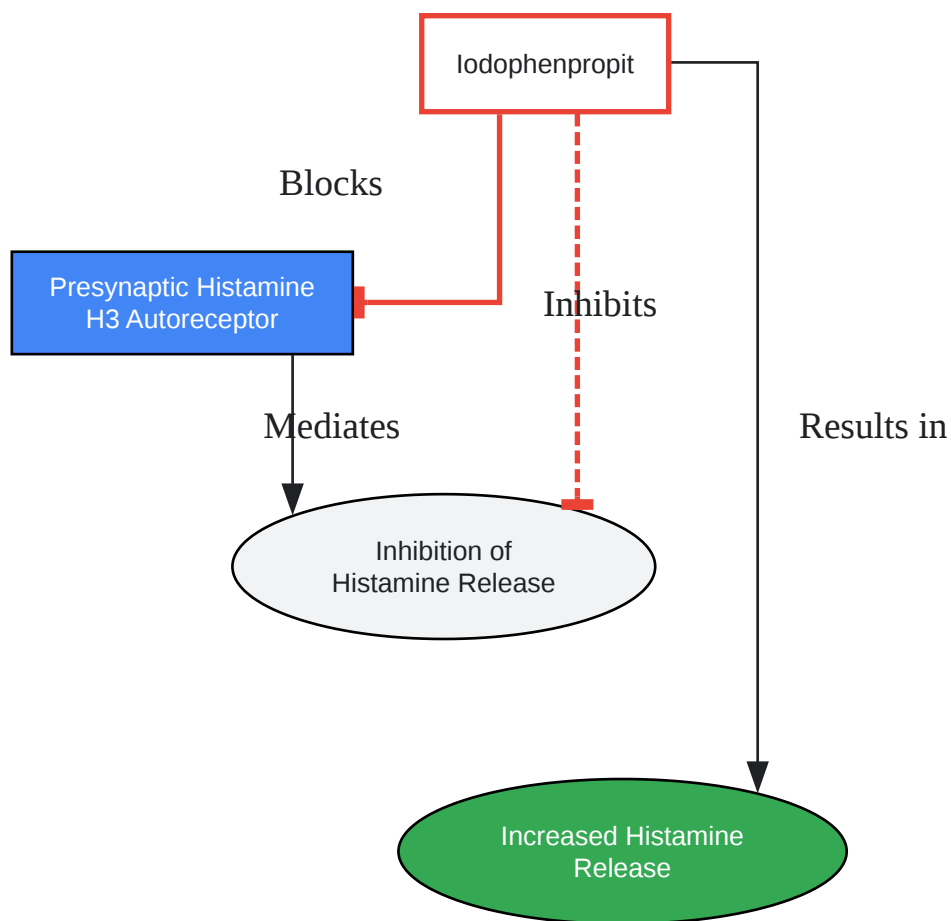 Iodophenpropit
Blocks
Presynaptic Histamine
H3 Autoreceptor
Inhibits
Mediates
Results in
Inhibition of
Histamine Release
Increased Histamine
Release